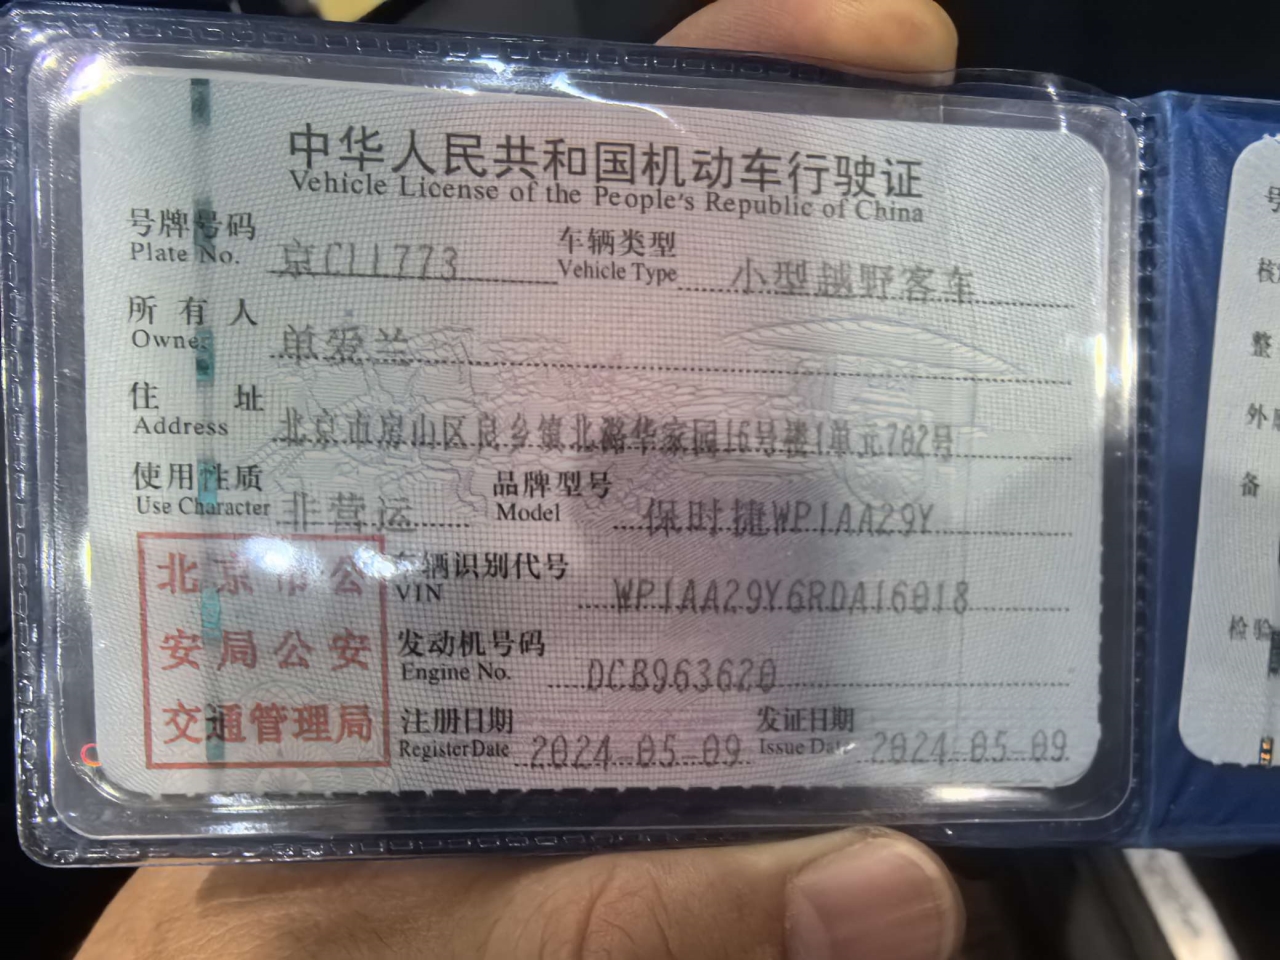 中华人民共和国机动车行驶证
Vehicle License of the People's Republic of China
号牌号码 京C11773 车辆类型 小型越野客车
Plate No. Vehicle Type
所有人 单爱兰
Owner
住址 北京市房山区良乡镇北潞华家园16号楼1单元702号
Address
使用性质 非营运 品牌型号 保时捷WP1AA29Y
Use Character Model
北京市公 车辆识别代号 WP1AA29Y6RDA16018
VIN
安局公安 发动机号码 DCB963620
Engine No.
交通管理局 注册日期 2024-05-09 发证日期 2024-05-09
Register Date Issue Date
号
核
整
外
备
检验